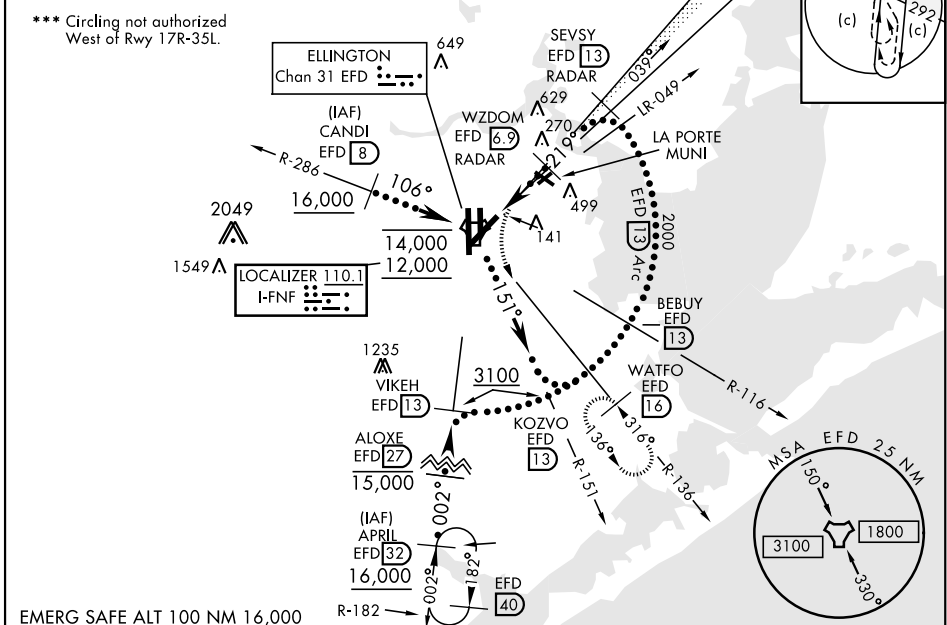 *** Circling not authorized
West of Rwy 17R-35L.
ELLINGTON
Chan 31 EFD
649
SEVSY
EFD 13
RADAR
039°
LR-049
292
(c)
(c)
(IAF)
CANDI
EFD 8
R-286
106°
16,000
WZDOM
EFD 6.9
RADAR
629
270
219°
LA PORTE
MUNI
499
141
2049
1549
14,000
12,000
LOCALIZER 110.1
I-FNF
EFD 13 Arc
2000
151°
BEBUY
EFD
13
R-116
1235
VIKEH
EFD 13
3100
WATFO
EFD
16
316°
136°
R-136
KOZVO
EFD
13
R-151
ALOXE
EFD 27
15,000
002°
(IAF)
APRIL
EFD 32
16,000
002°
182°
R-182
EFD
40
MSA EFD 25 NM
150°
3100
1800
330°
EMERG SAFE ALT 100 NM 16,000